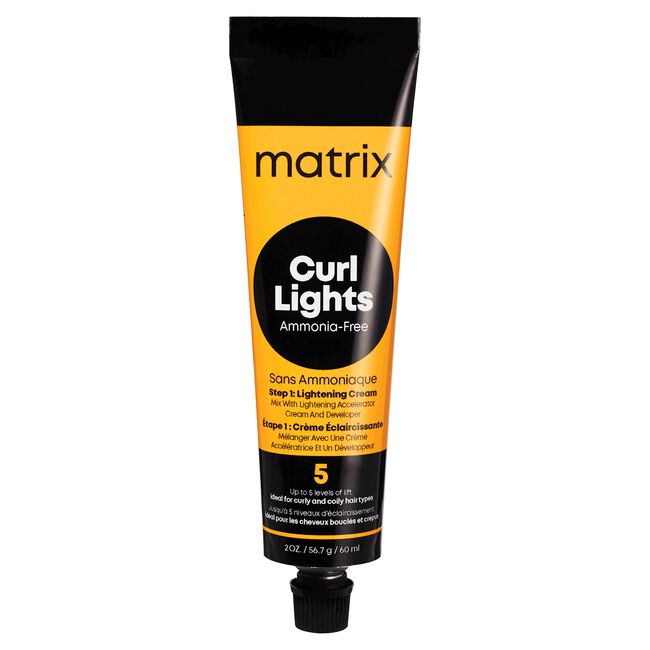 matrix
Curl
Lights
Ammonia-Free
Sans Ammoniaque
Step 1: Lightening Cream
Mix With Lightening Accelerator
Cream And Developer
Étape 1 : Crème Éclaircissante
Mélanger Avec Une Crème
Accélératrice Et Un Développeur
5
Up to 5 levels of lift
ideal for curly and coily hair types
Jusqu'à 5 niveaux d'éclaircissement
idéal pour les cheveux bouclés et crépus
2OZ. / 56.7 g / 60 ml